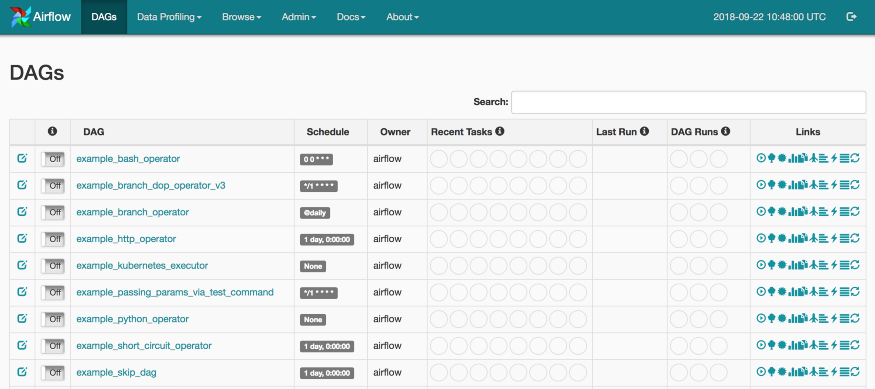 Airflow DAGs Data Profiling Browse Admin Docs About 2018-09-22 10:48:00 UTC
DAGs
Search:
DAG Schedule Owner Recent Tasks Last Run DAG Runs Links
Off example_bash_operator 0 0 * * * airflow
Off example_branch_dop_operator_v3 */1 * * * * airflow
Off example_branch_operator @daily airflow
Off example_http_operator 1 day, 0:00:00 airflow
Off example_kubernetes_executor None airflow
Off example_passing_params_via_test_command */1 * * * * airflow
Off example_python_operator None airflow
Off example_short_circuit_operator 1 day, 0:00:00 airflow
Off example_skip_dag 1 day, 0:00:00 airflow